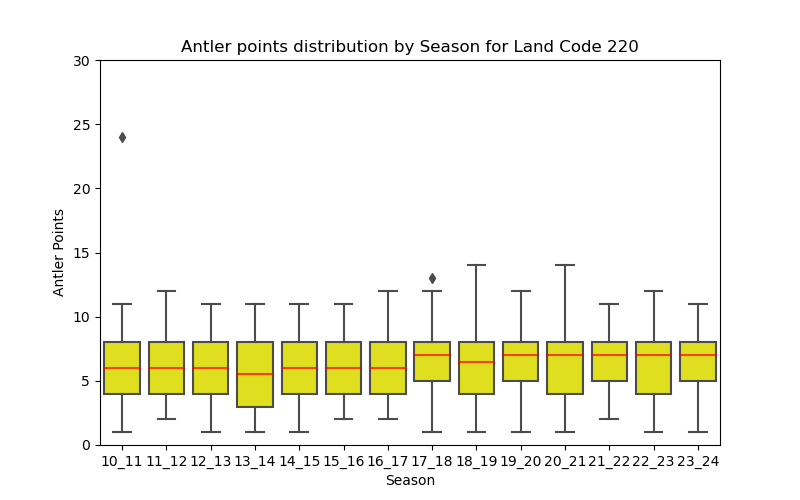 Antler points distribution by Season for Land Code 220
30
25
20
15
10
5
0
Antler Points
10_11 11_12 12_13 13_14 14_15 15_16 16_17 17_18 18_19 19_20 20_21 21_22 22_23 23_24
Season